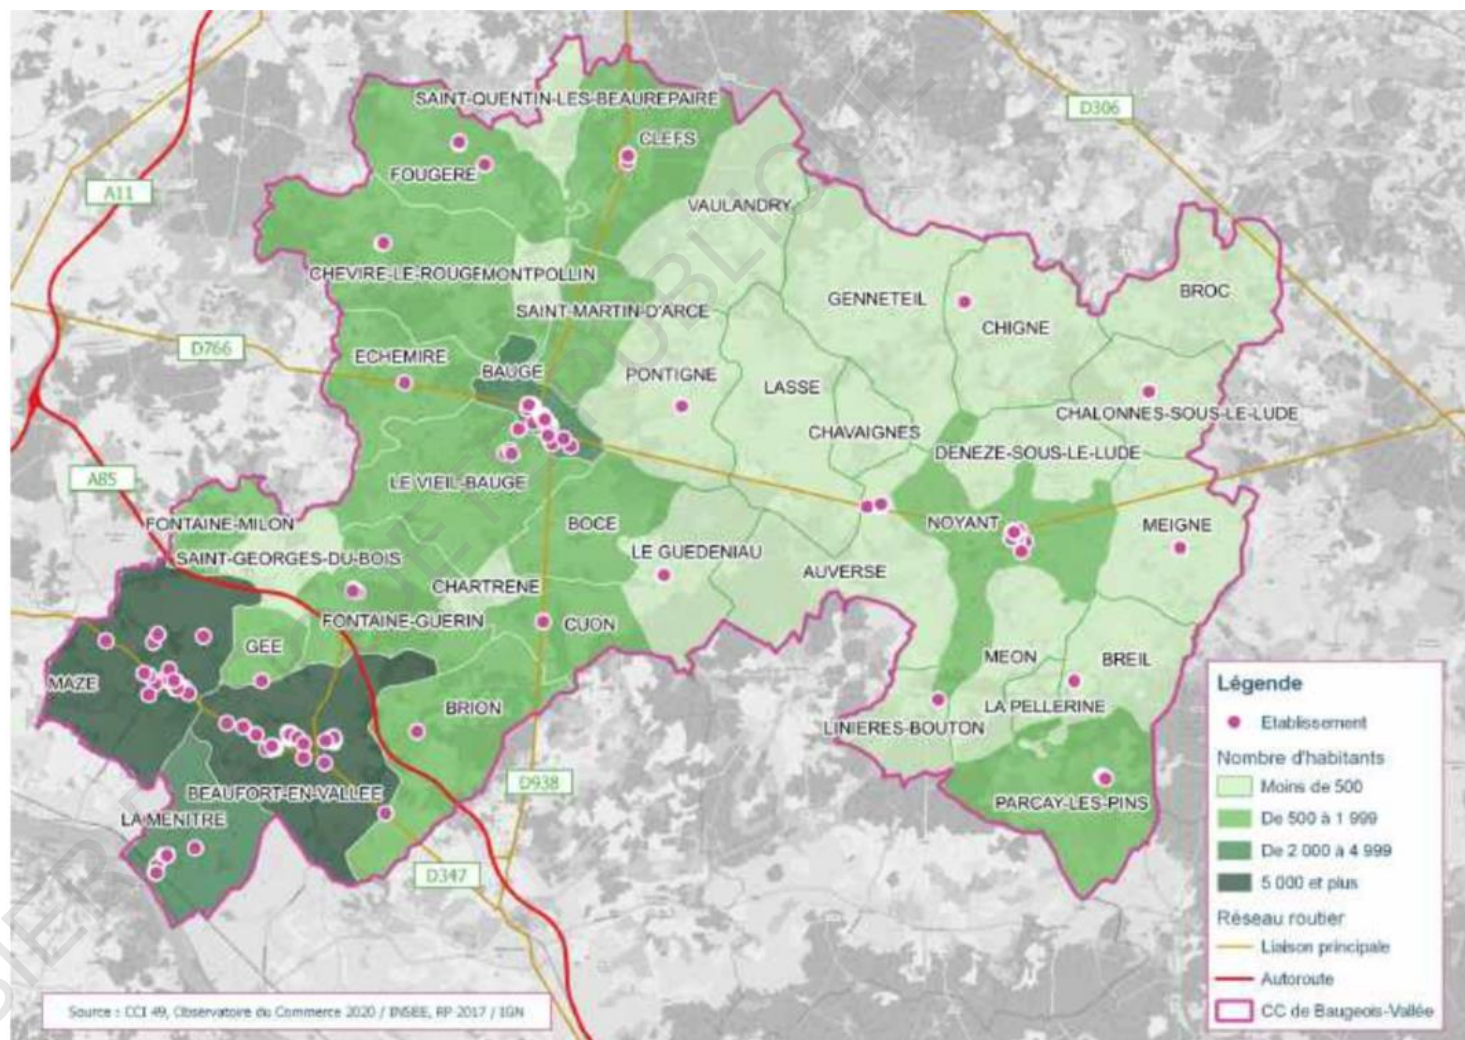 D306
SAINT-QUENTIN-LES-BEAUREPAIRE
CLEFS
FOUGERE
A11
VAULANDRY
CHEVIRE-LE-ROUGE
MONTPOLLIN
GENNETEIL
BROC
SAINT-MARTIN-D'ARCE
CHIGNE
D766
ECHEMIRE
BAUGE
PONTIGNE
LASSE
CHALONNES-SOUS-LE-LUDE
CHAVAIGNES
DENEZE-SOUS-LE-LUDE
A85
LE VIEIL-BAUGE
FONTAINE-MILON
BOCE
NOYANT
MEIGNE
SAINT-GEORGES-DU-BOIS
LE GUEDENIAU
AUVERSE
CHARTRENE
FONTAINE-GUERIN
CUON
GEE
MEON
BREIL
MAZE
BRION
LA PELLERINE
LINIERES-BOUTON
D938
BEAUFORT-EN-VALLEE
PARCAY-LES-PINS
LA MENITRE
D347
Légende
Etablissement
Nombre d'habitants
Moins de 500
De 500 à 1 999
De 2 000 à 4 999
5 000 et plus
Réseau routier
Liaison principale
Autoroute
CC de Baugeois-Vallée
Source : CCI 49, Observatoire du Commerce 2020 / INSEE, RP 2017 / IGN